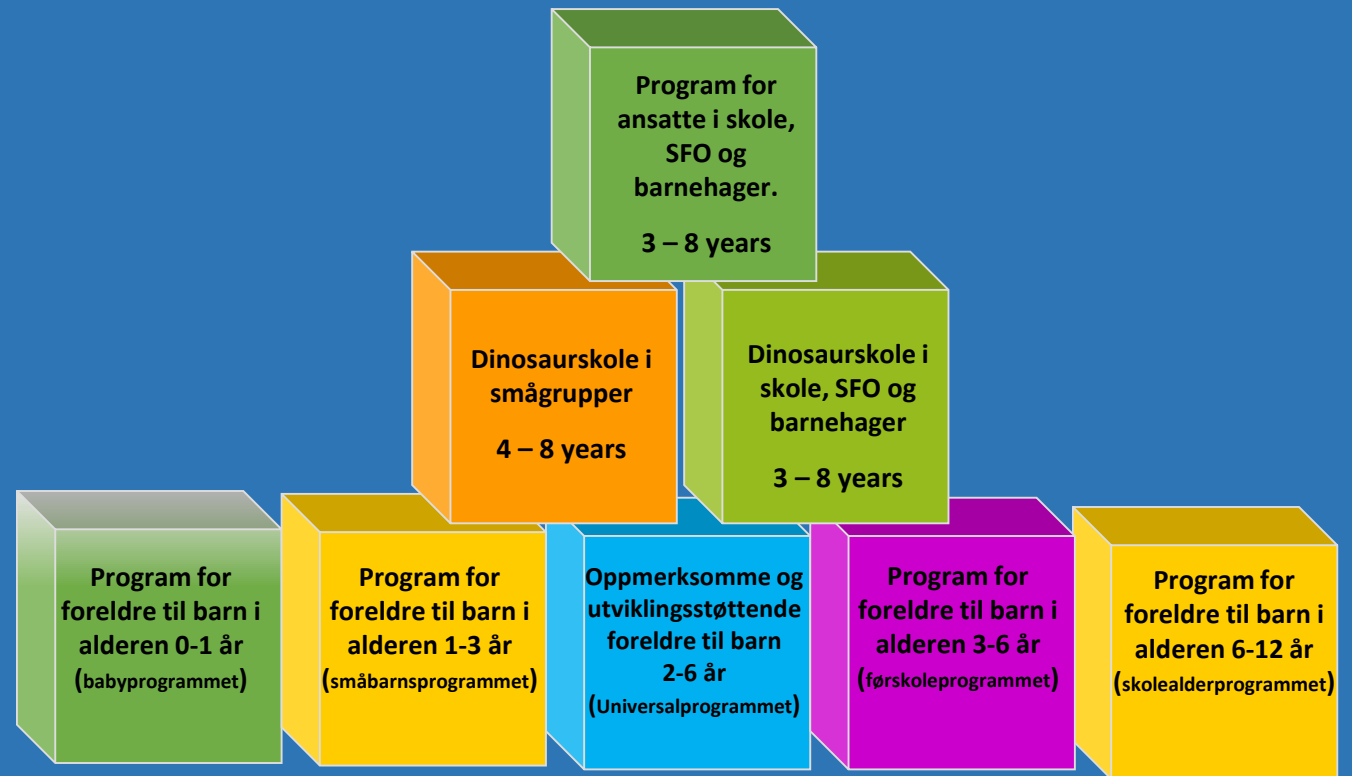 Program for
ansatte i skole,
SFO og
barnehager.
3 – 8 years
Dinosaurskole i
smågrupper
4 – 8 years
Dinosaurskole i
skole, SFO og
barnehager
3 – 8 years
Program for
foreldre til barn i
alderen 0-1 år
(babyprogrammet)
Program for
foreldre til barn i
alderen 1-3 år
(småbarnsprogrammet)
Oppmerksomme og
utviklingsstøttende
foreldre til barn
2-6 år
(Universalprogrammet)
Program for
foreldre til barn i
alderen 3-6 år
(førskoleprogrammet)
Program for
foreldre til barn i
alderen 6-12 år
(skolealderprogrammet)